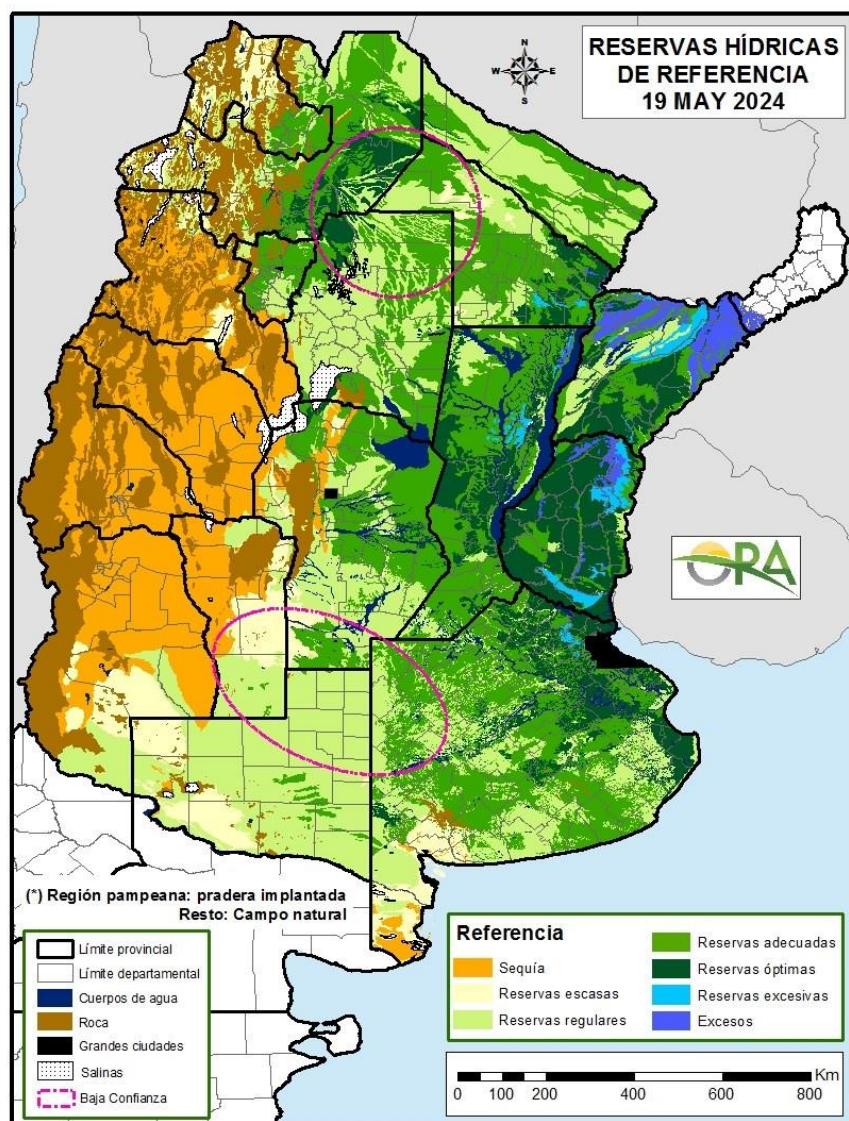 RESERVAS HÍDRICAS
DE REFERENCIA
19 MAY 2024
N
W E
S
OPA
(*) Región pampeana: pradera implantada
Resto: Campo natural
Límite provincial
Límite departamental
Cuerpos de agua
Roca
Grandes ciudades
Salinas
Baja Confianza
Referencia
Sequía
Reservas escasas
Reservas regulares
Reservas adecuadas
Reservas óptimas
Reservas excesivas
Excesos
Km
0 100 200 400 600 800